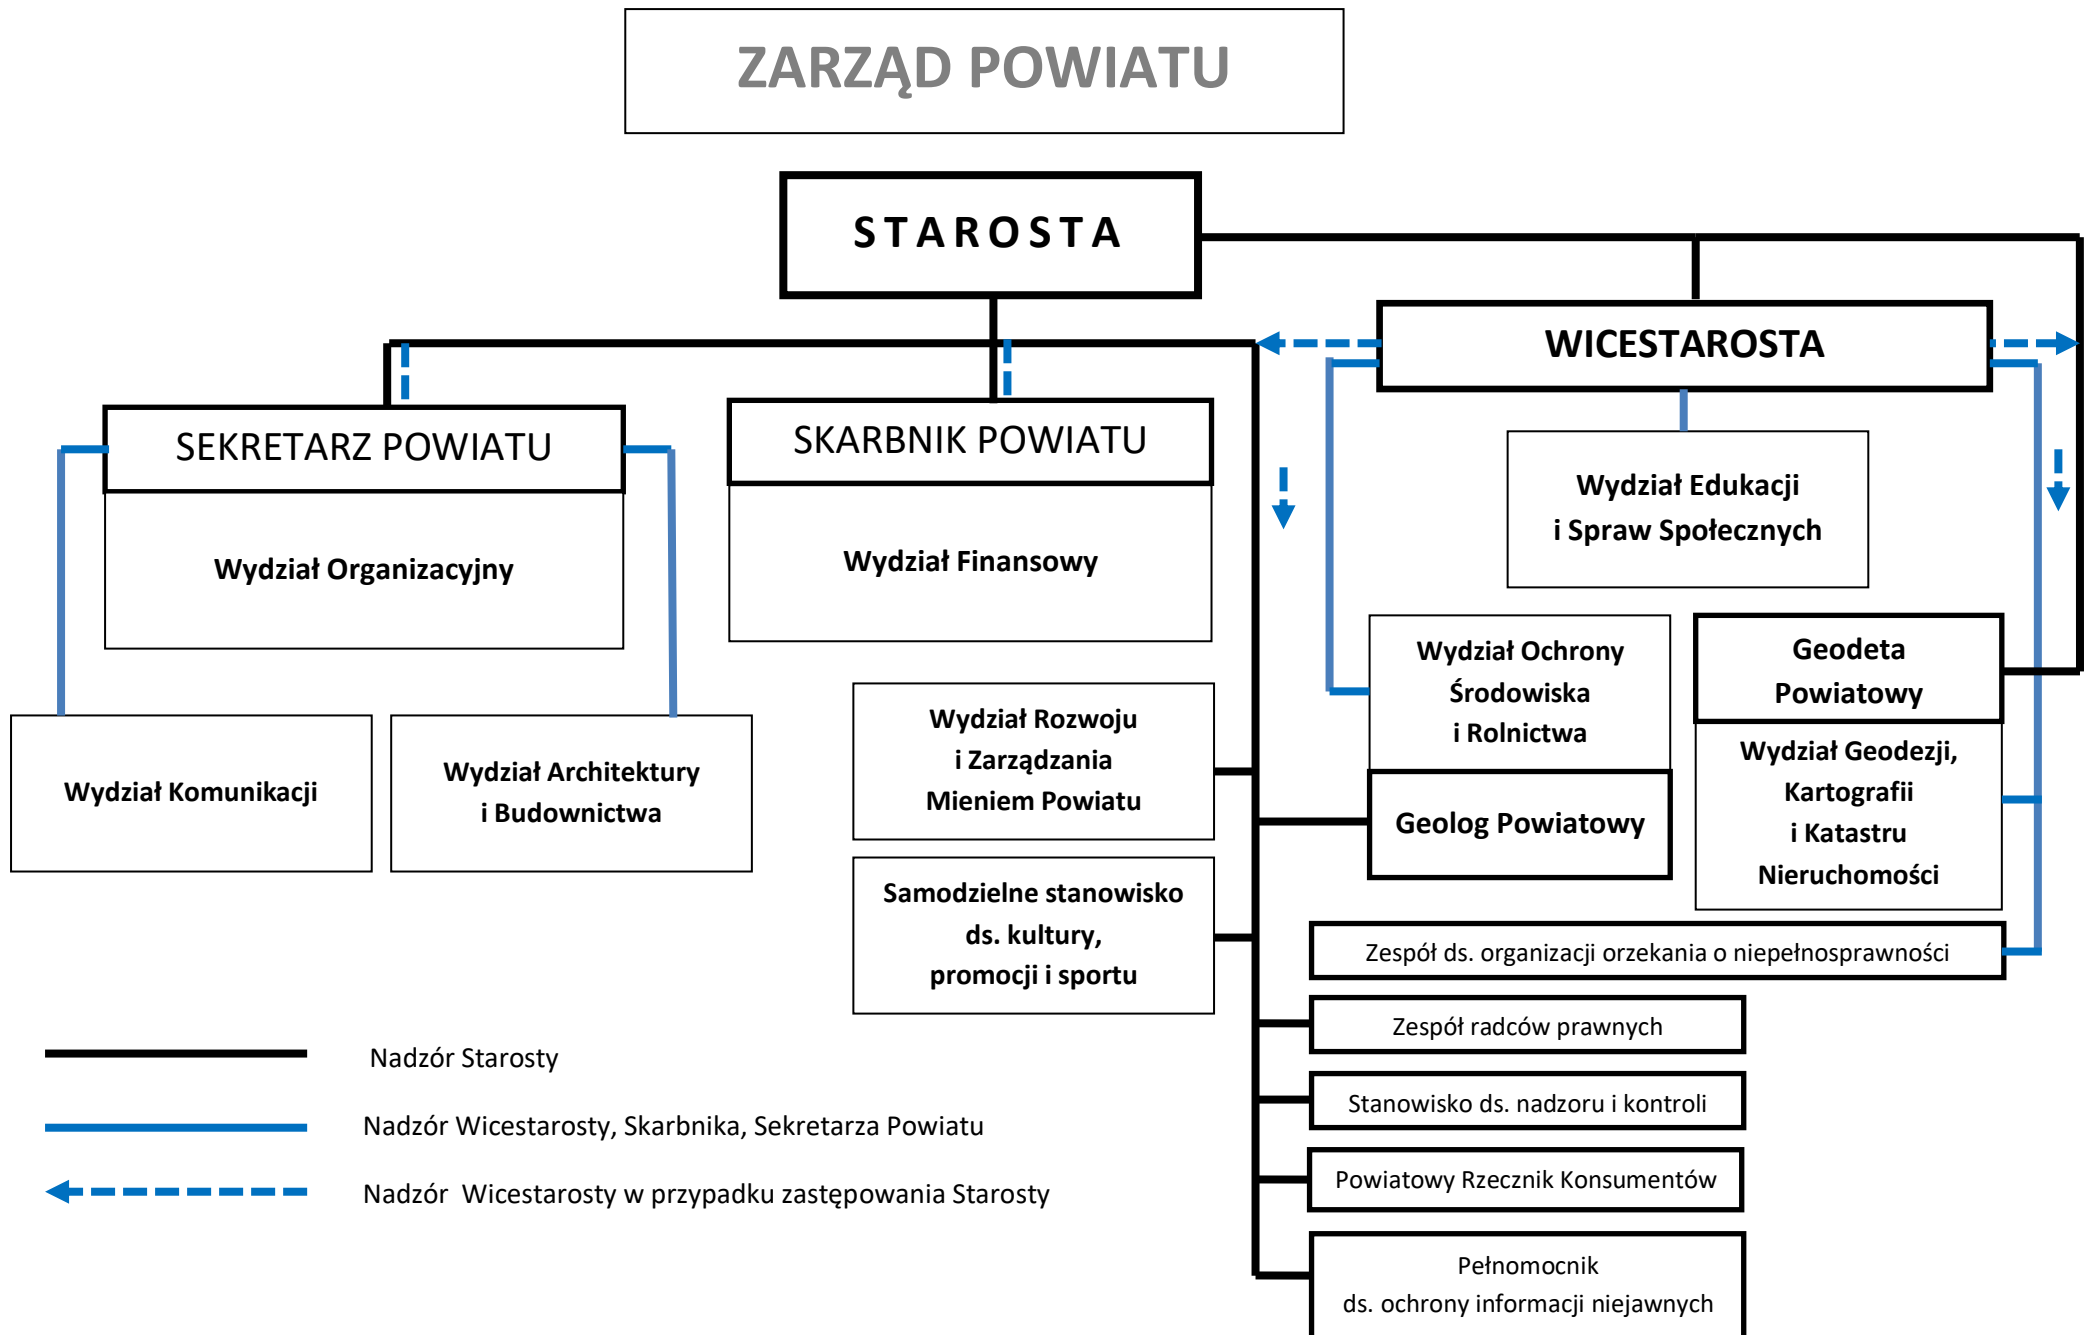 ZARZĄD POWIATU
STAROSTA
WICESTAROSTA
SEKRETARZ POWIATU
Wydział Organizacyjny
SKARBNIK POWIATU
Wydział Finansowy
Wydział Edukacji
i Spraw Społecznych
Wydział Komunikacji
Wydział Architektury
i Budownictwa
Wydział Rozwoju
i Zarządzania
Mieniem Powiatu
Samodzielne stanowisko
ds. kultury,
promocji i sportu
Wydział Ochrony
Środowiska
i Rolnictwa
Geolog Powiatowy
Geodeta
Powiatowy
Wydział Geodezji,
Kartografii
i Katastru
Nieruchomości
Zespół ds. organizacji orzekania o niepełnosprawności
Zespół radców prawnych
Stanowisko ds. nadzoru i kontroli
Powiatowy Rzecznik Konsumentów
Pełnomocnik
ds. ochrony informacji niejawnych
Nadzór Starosty
Nadzór Wicestarosty, Skarbnika, Sekretarza Powiatu
Nadzór Wicestarosty w przypadku zastępowania Starosty